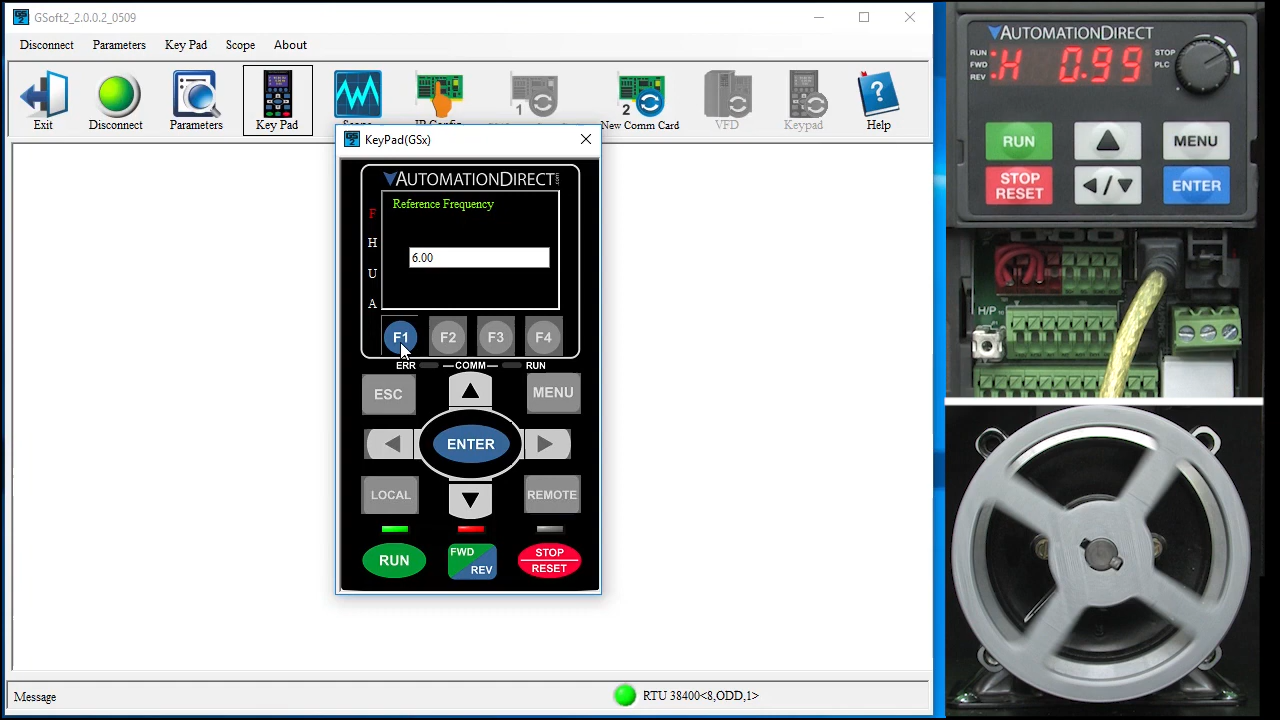 GSoft2_2.0.0.2_0509
Disconnect Parameters Key Pad Scope About
Exit Disconnect Parameters Key Pad New Comm Card VFD Keypad Help
1
2
KeyPad(GSx)
AUTOMATIONDIRECT.com
Reference Frequency
F
6.00
H
U
A
F1 F2 F3 F4
ERR COMM RUN
ESC MENU
ENTER
LOCAL REMOTE
RUN FWD REV STOP RESET
Message RTU 38400<8,ODD,1>
AUTOMATIONDIRECT
RUN
FWD
REV
:H 0.99
STOP
PLC
RUN MENU
STOP RESET ENTER
H/P